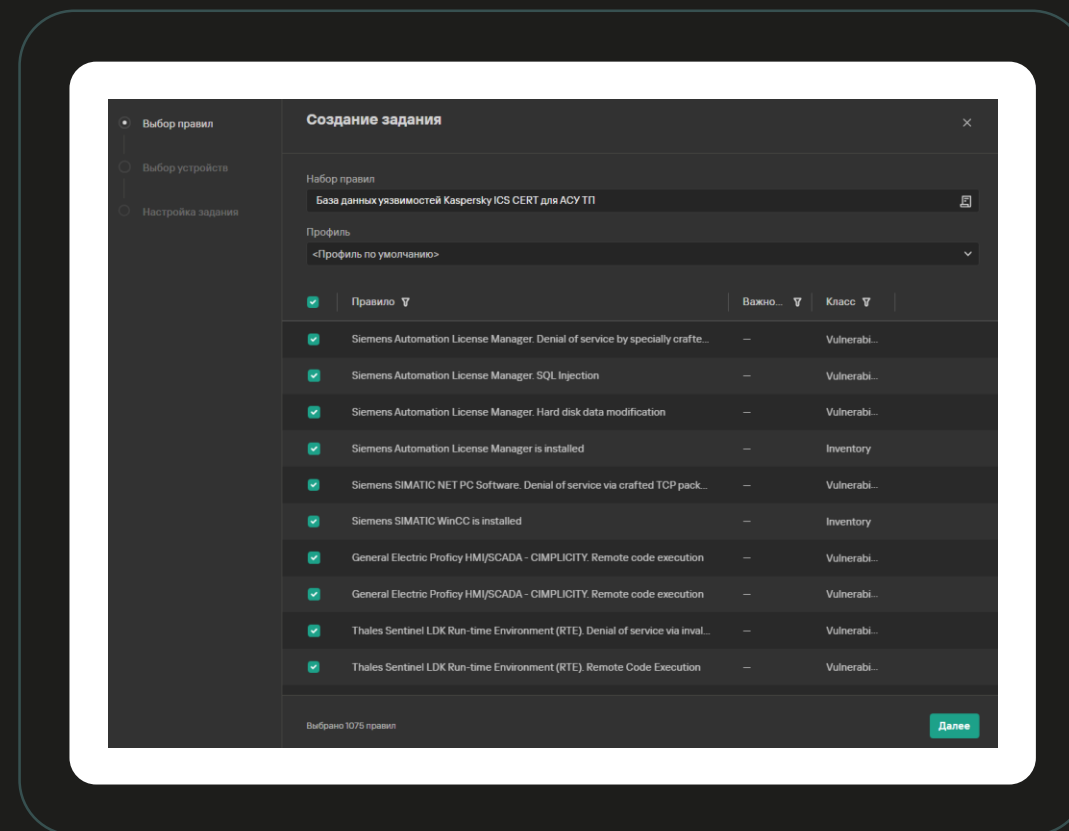 Выбор правил
Выбор устройств
Настройка задания
Создание задания
Набор правил
База данных уязвимостей Kaspersky ICS CERT для АСУ ТП
Профиль
<Профиль по умолчанию>
Правило Важно... Класс
Siemens Automation License Manager. Denial of service by specially crafte... — Vulnerabi...
Siemens Automation License Manager. SQL Injection — Vulnerabi...
Siemens Automation License Manager. Hard disk data modification — Vulnerabi...
Siemens Automation License Manager is installed — Inventory
Siemens SIMATIC NET PC Software. Denial of service via crafted TCP pack... — Vulnerabi...
Siemens SIMATIC WinCC is installed — Inventory
General Electric Proficy HMI/SCADA - CIMPLICITY. Remote code execution — Vulnerabi...
General Electric Proficy HMI/SCADA - CIMPLICITY. Remote code execution — Vulnerabi...
Thales Sentinel LDK Run-time Environment (RTE). Denial of service via inval... — Vulnerabi...
Thales Sentinel LDK Run-time Environment (RTE). Remote Code Execution — Vulnerabi...
Выбрано 1075 правил
Далее